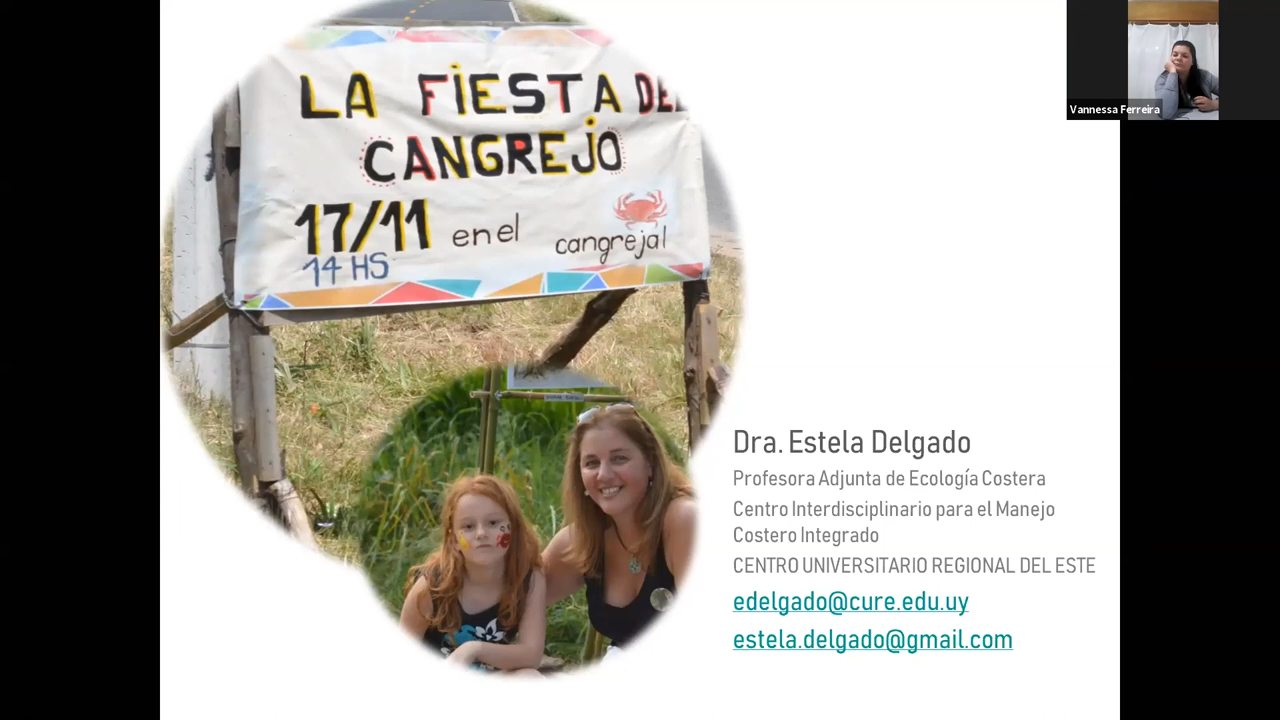 LA FiESTA DEL
CANGREJO
17/11 en el cangrejal
14 HS
Vannessa Ferreira
Dra. Estela Delgado
Profesora Adjunta de Ecología Costera
Centro Interdisciplinario para el Manejo
Costero Integrado
CENTRO UNIVERSITARIO REGIONAL DEL ESTE
edelgado@cure.edu.uy
estela.delgado@gmail.com